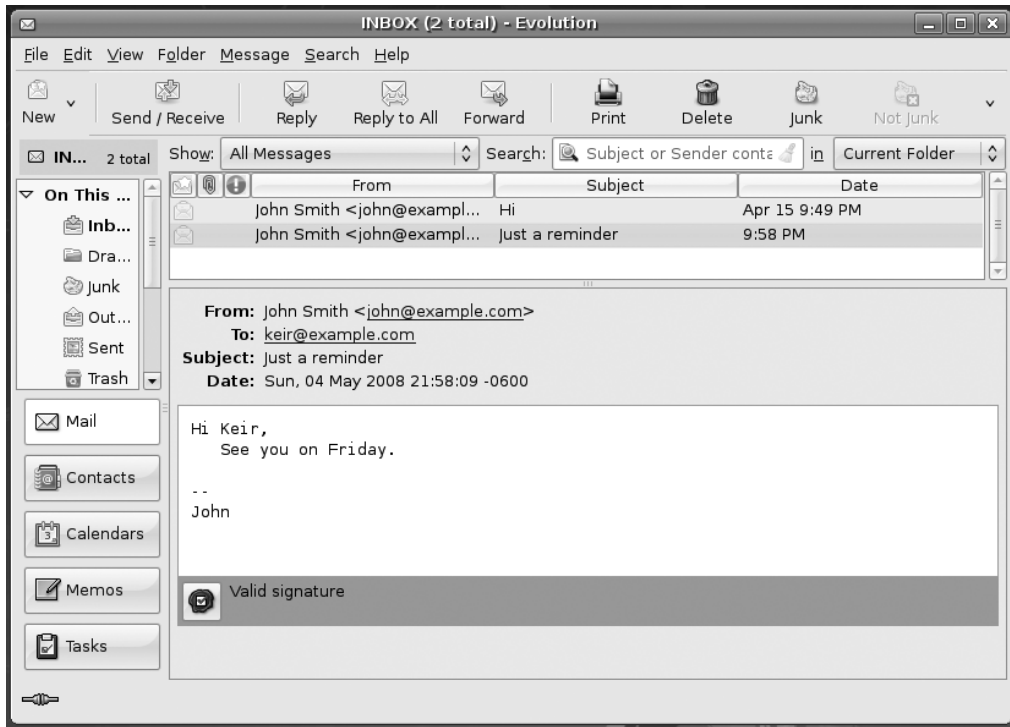 INBOX (2 total) - Evolution
File Edit View Folder Message Search Help
New Send / Receive Reply Reply to All Forward Print Delete Junk Not Junk
IN... 2 total Show: All Messages Search: Subject or Sender conta in Current Folder
On This ...
Inb...
Dra...
Junk
Out...
Sent
Trash
From Subject Date
John Smith <john@exampl... Hi Apr 15 9:49 PM
John Smith <john@exampl... Just a reminder 9:58 PM
From: John Smith <john@example.com>
To: keir@example.com
Subject: Just a reminder
Date: Sun, 04 May 2008 21:58:09 -0600
Hi Keir,
See you on Friday.
--
John
Valid signature
Mail
Contacts
Calendars
Memos
Tasks